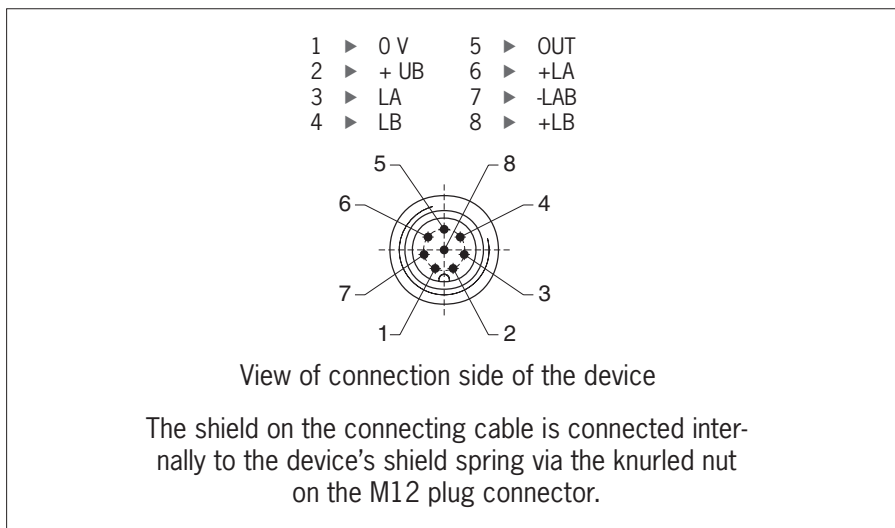 1 ► 0 V 5 ► OUT
2 ► + UB 6 ► +LA
3 ► LA 7 ► -LAB
4 ► LB 8 ► +LB
5 8
6 4
7 3
1 2
View of connection side of the device
The shield on the connecting cable is connected inter-
nally to the device's shield spring via the knurled nut
on the M12 plug connector.